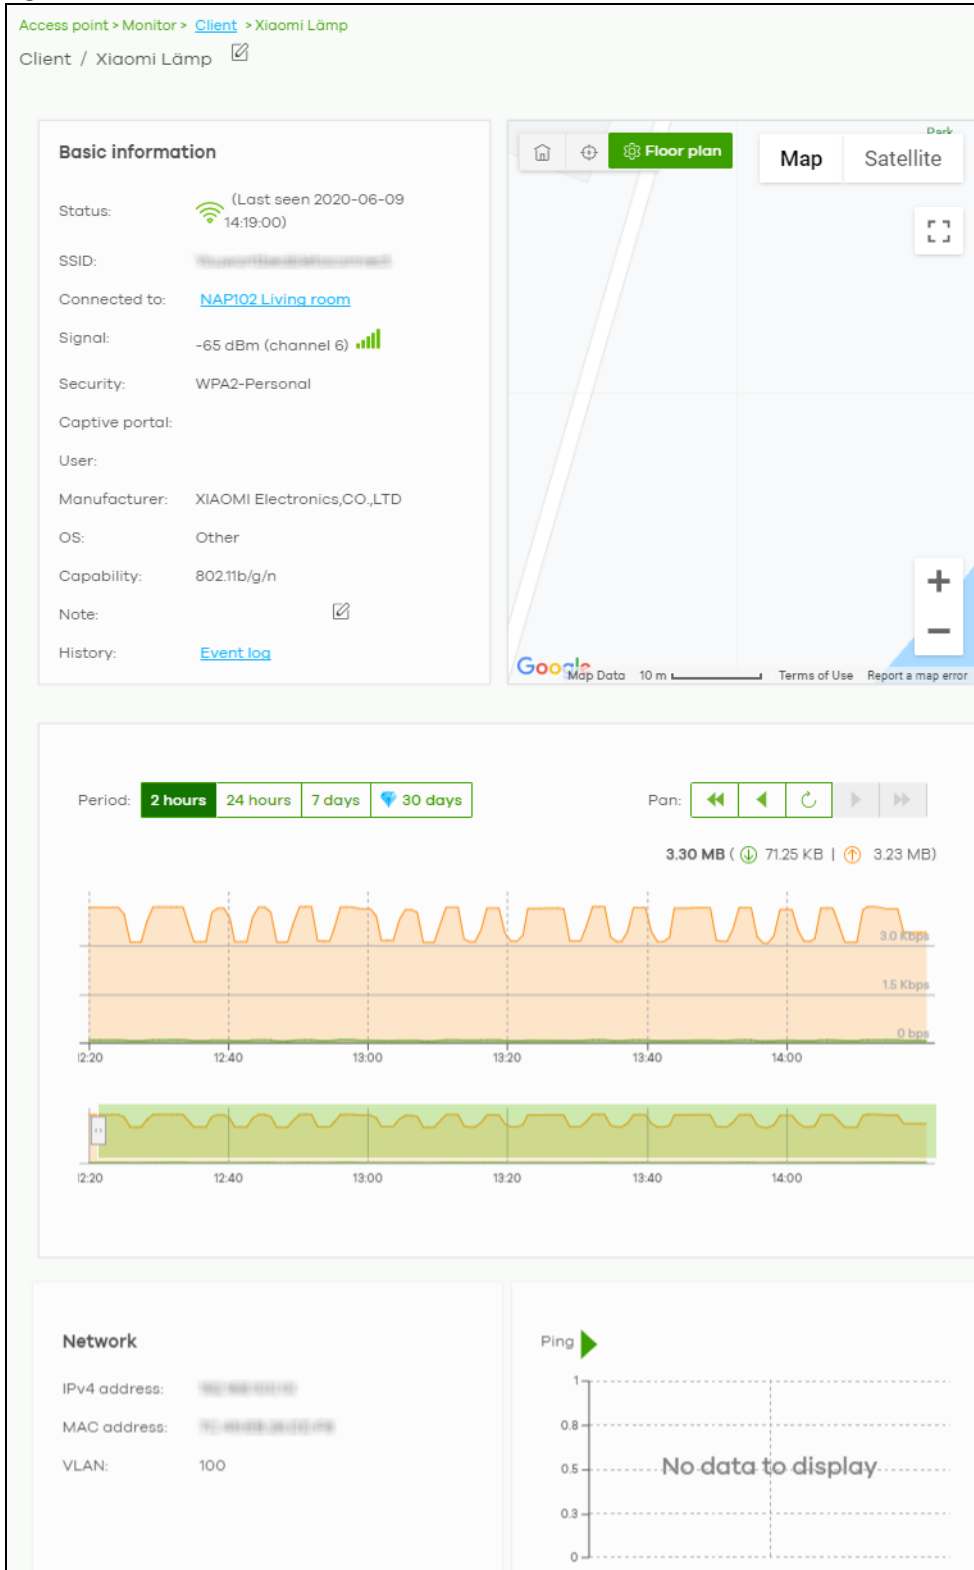 Access point > Monitor > Client > Xiaomi Lämp
Client / Xiaomi Lämp
Basic information
Status: (Last seen 2020-06-09 14:19:00)
SSID:
Connected to: NAP102 Living room
Signal: -65 dBm (channel 6)
Security: WPA2-Personal
Captive portal:
User:
Manufacturer: XIAOMI Electronics,CO.,LTD
OS: Other
Capability: 802.11b/g/n
Note:
History: Event log
Floor plan
Park
Map Satellite
Google
Map Data 10 m Terms of Use Report a map error
Period: 2 hours 24 hours 7 days 30 days
Pan:
3.30 MB ( 71.25 KB | 3.23 MB)
3.0 Kbps
1.5 Kbps
0 bps
12:20 12:40 13:00 13:20 13:40 14:00
12:20 12:40 13:00 13:20 13:40 14:00
Network
IPv4 address:
MAC address:
VLAN: 100
Ping
1
0.8
0.5
0.3
0
No data to display